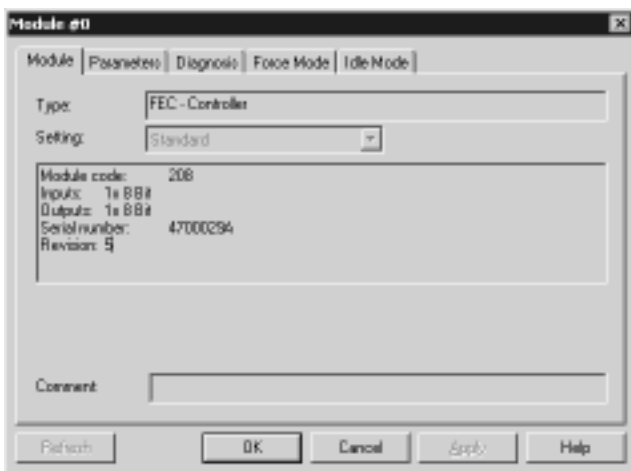 Module #0
Module Parameters Diagnosis Force Mode Idle Mode
Type: FEC - Controller
Setting: Standard
Module code: 208
Inputs: 1x 8 Bit
Outputs: 1x 8 Bit
Serial number: 4700029A
Revision: 5
Comment
Refresh OK Cancel Apply Help